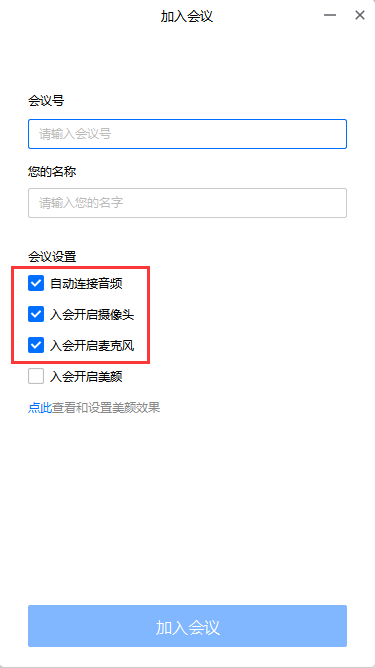 加入会议
会议号
请输入会议号
您的名称
请输入您的名字
会议设置
自动连接音频
入会开启摄像头
入会开启麦克风
入会开启美颜
点此查看和设置美颜效果
加入会议